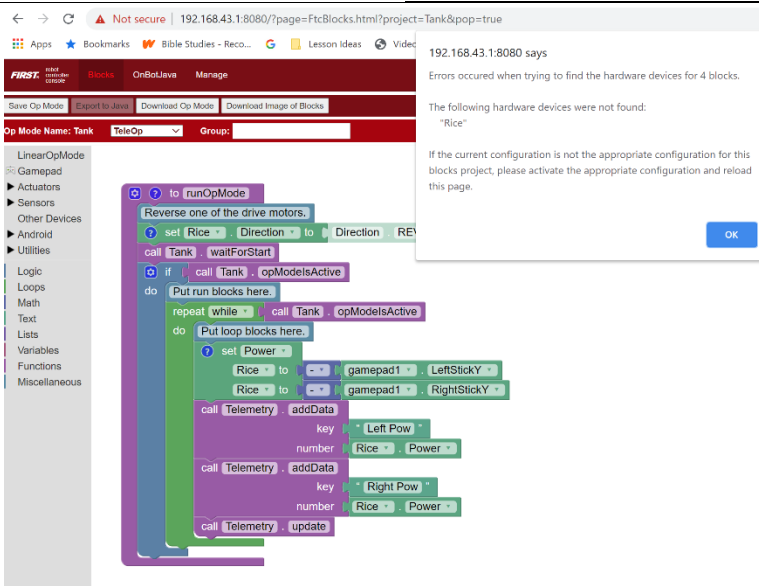 Not secure | 192.168.43.1:8080/?page=FtcBlocks.html?project=Tank&pop=true
Apps Bookmarks Bible Studies - Reco... Lesson Ideas Videc
192.168.43.1:8080 says
Errors occured when trying to find the hardware devices for 4 blocks.
The following hardware devices were not found:
"Rice"
If the current configuration is not the appropriate configuration for this
blocks project, please activate the appropriate configuration and reload
this page.
OK
FIRST. robot controller console Blocks OnBotJava Manage
Save Op Mode Export to Java Download Op Mode Download Image of Blocks
Op Mode Name: Tank TeleOp Group:
LinearOpMode
Gamepad
Actuators
Sensors
Other Devices
Android
Utilities
Logic
Loops
Math
Text
Lists
Variables
Functions
Miscellaneous
to runOpMode
Reverse one of the drive motors.
set Rice . Direction to Direction . REV
call Tank . waitForStart
if call Tank . opModeIsActive
do Put run blocks here.
repeat while call Tank . opModeIsActive
do Put loop blocks here.
set Power
Rice to - gamepad1 . LeftStickY
Rice to - gamepad1 . RightStickY
call Telemetry . addData
key " Left Pow "
number Rice . Power
call Telemetry . addData
key " Right Pow "
number Rice . Power
call Telemetry . update